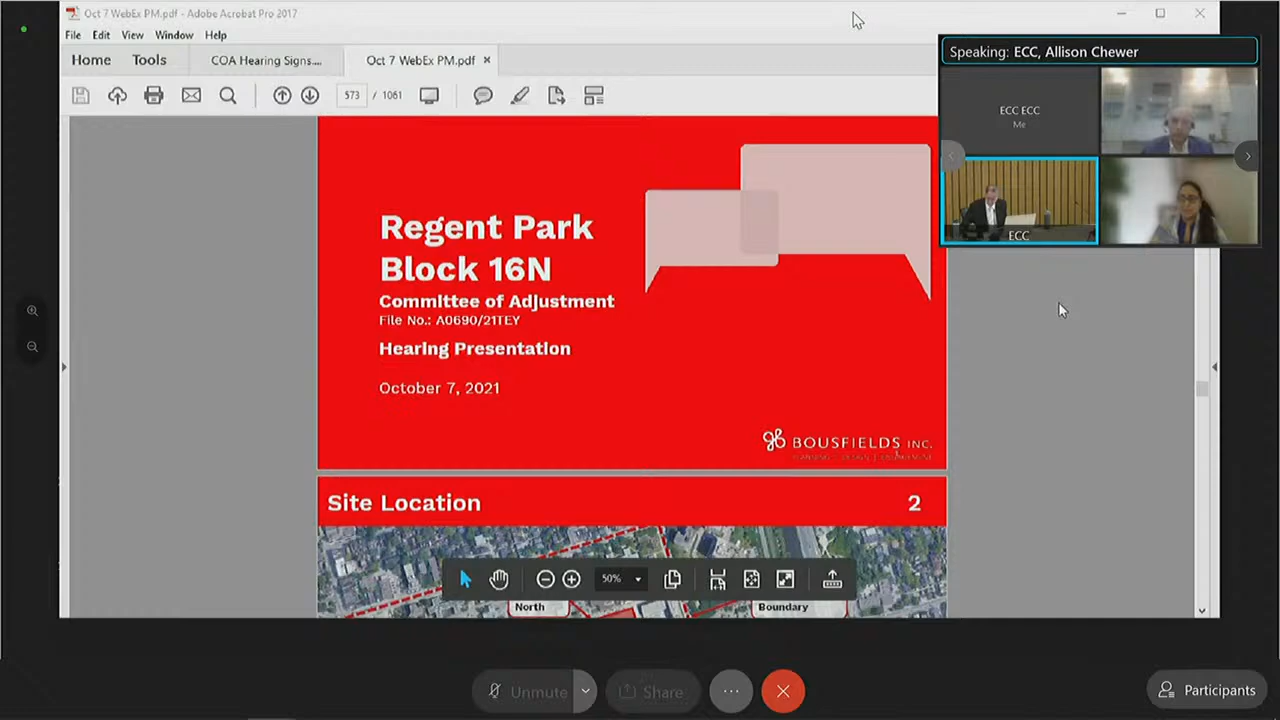 Oct 7 WebEx PM.pdf - Adobe Acrobat Pro 2017
File Edit View Window Help
Home Tools COA Hearing Signs.... Oct 7 WebEx PM.pdf ×
573 / 1061
Speaking: ECC, Allison Chewer
ECC ECC
Me
ECC
Regent Park
Block 16N
Committee of Adjustment
File No.: A0690/21TEY
Hearing Presentation
October 7, 2021
BOUSFIELDS INC.
Site Location 2
50%
North Boundary
Unmute Share Participants